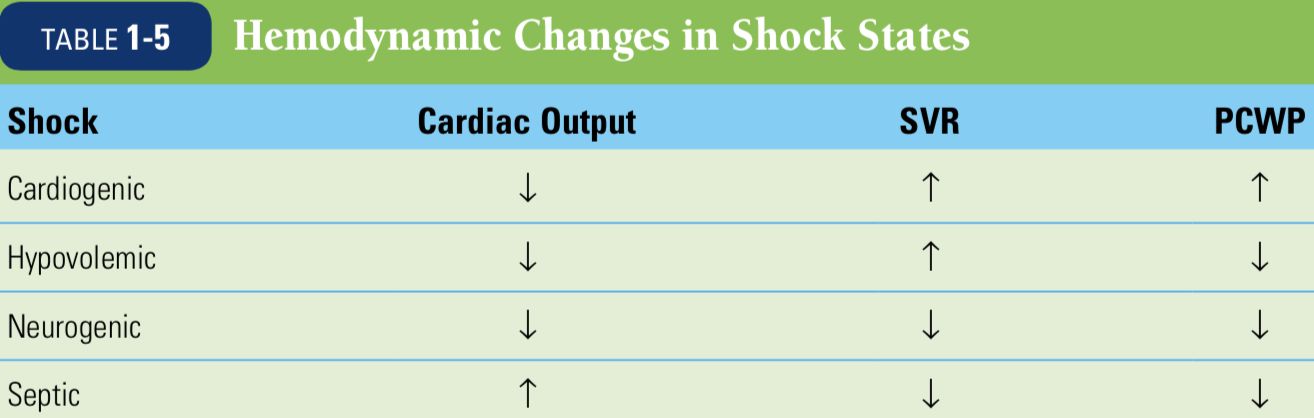 TABLE 1-5 Hemodynamic Changes in Shock States
Shock Cardiac Output SVR PCWP
Cardiogenic ↓ ↑ ↑
Hypovolemic ↓ ↑ ↓
Neurogenic ↓ ↓ ↓
Septic ↑ ↓ ↓